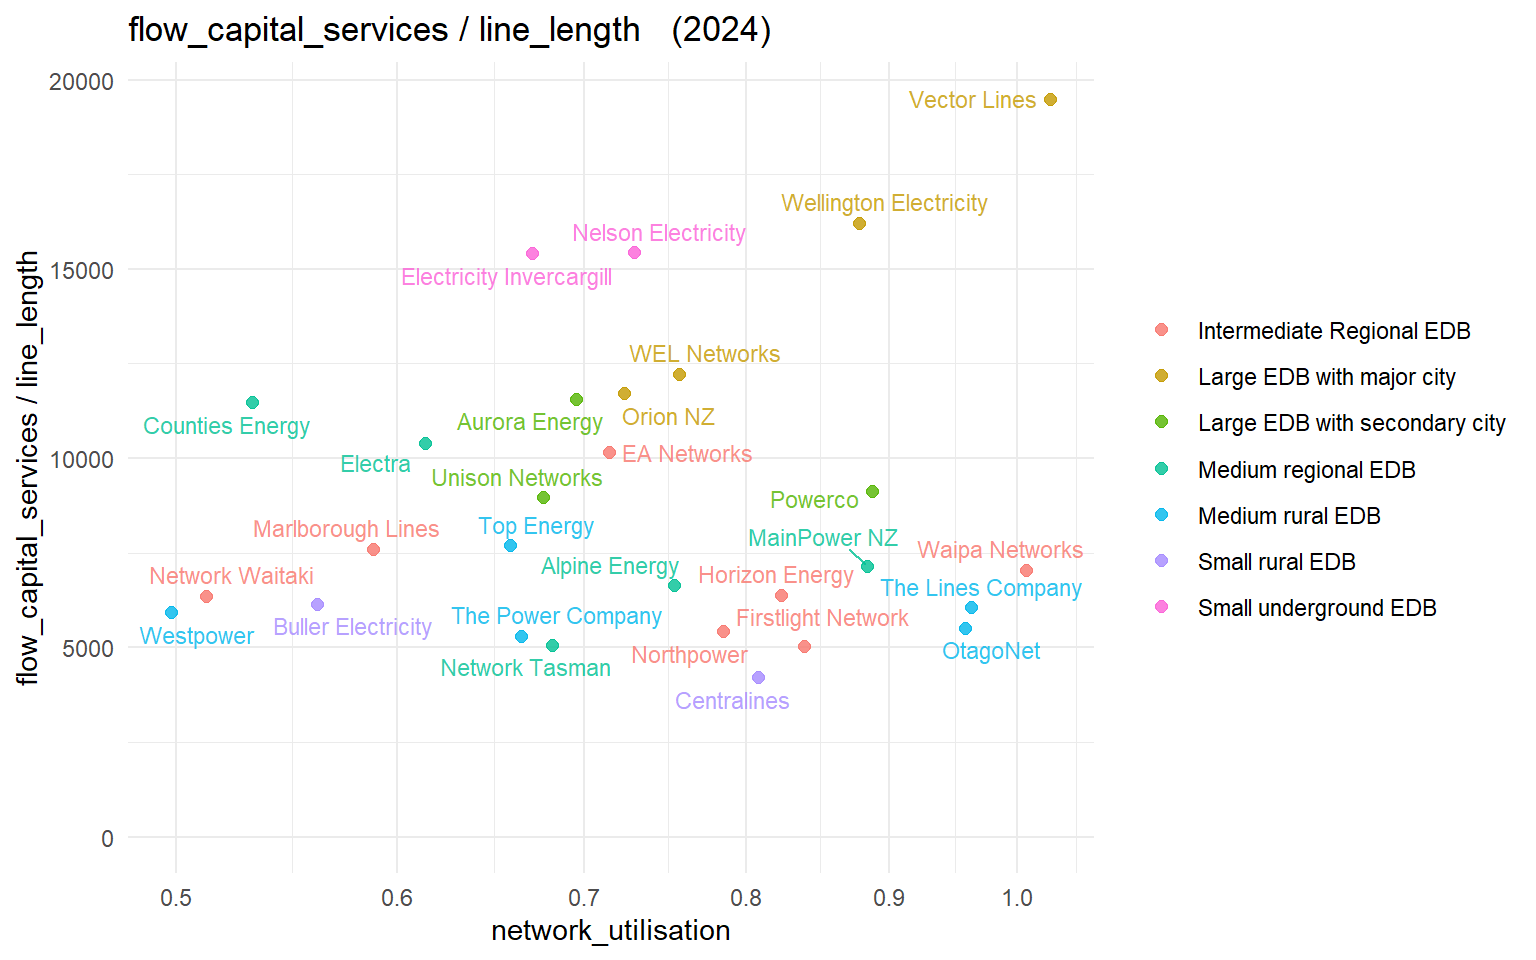 flow_capital_services / line_length (2024)
flow_capital_services / line_length
20000
15000
10000
5000
0
Vector Lines
Wellington Electricity
Nelson Electricity
Electricity Invercargill
WEL Networks
Orion NZ
Aurora Energy
Counties Energy
Electra
EA Networks
Unison Networks
Powerco
Top Energy
Marlborough Lines
MainPower NZ
Waipa Networks
Alpine Energy
Horizon Energy
Network Waitaki
The Lines Company
The Power Company
Firstlight Network
Buller Electricity
Westpower
OtagoNet
Northpower
Network Tasman
Centralines
0.5
0.6
0.7
0.8
0.9
1.0
network_utilisation
Intermediate Regional EDB
Large EDB with major city
Large EDB with secondary city
Medium regional EDB
Medium rural EDB
Small rural EDB
Small underground EDB